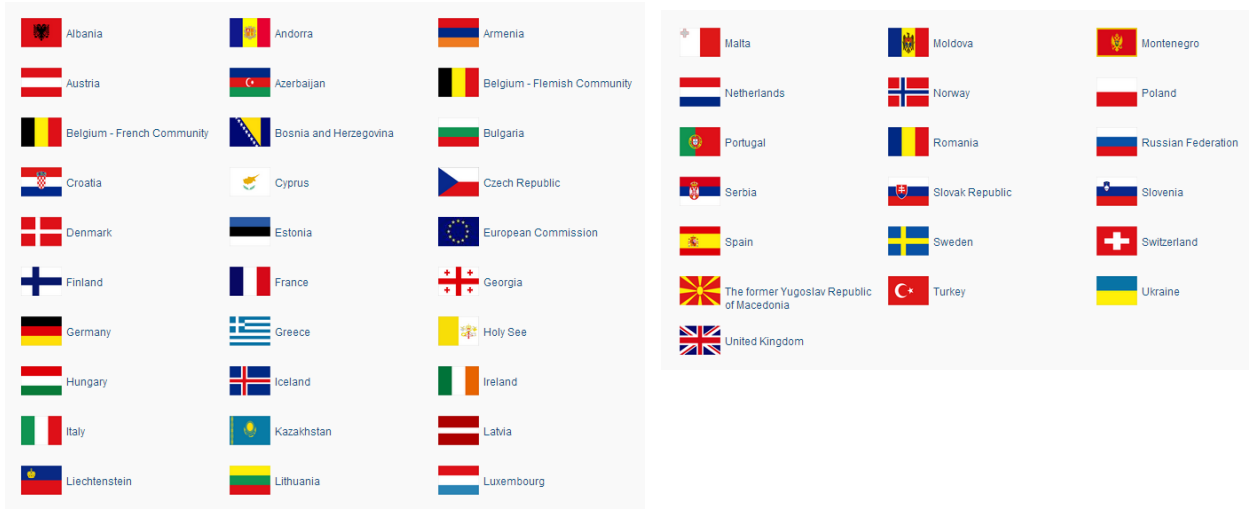 Albania
Andorra
Armenia
Austria
Azerbaijan
Belgium - Flemish Community
Belgium - French Community
Bosnia and Herzegovina
Bulgaria
Croatia
Cyprus
Czech Republic
Denmark
Estonia
European Commission
Finland
France
Georgia
Germany
Greece
Holy See
Hungary
Iceland
Ireland
Italy
Kazakhstan
Latvia
Liechtenstein
Lithuania
Luxembourg
Malta
Moldova
Montenegro
Netherlands
Norway
Poland
Portugal
Romania
Russian Federation
Serbia
Slovak Republic
Slovenia
Spain
Sweden
Switzerland
The former Yugoslav Republic
of Macedonia
Turkey
Ukraine
United Kingdom